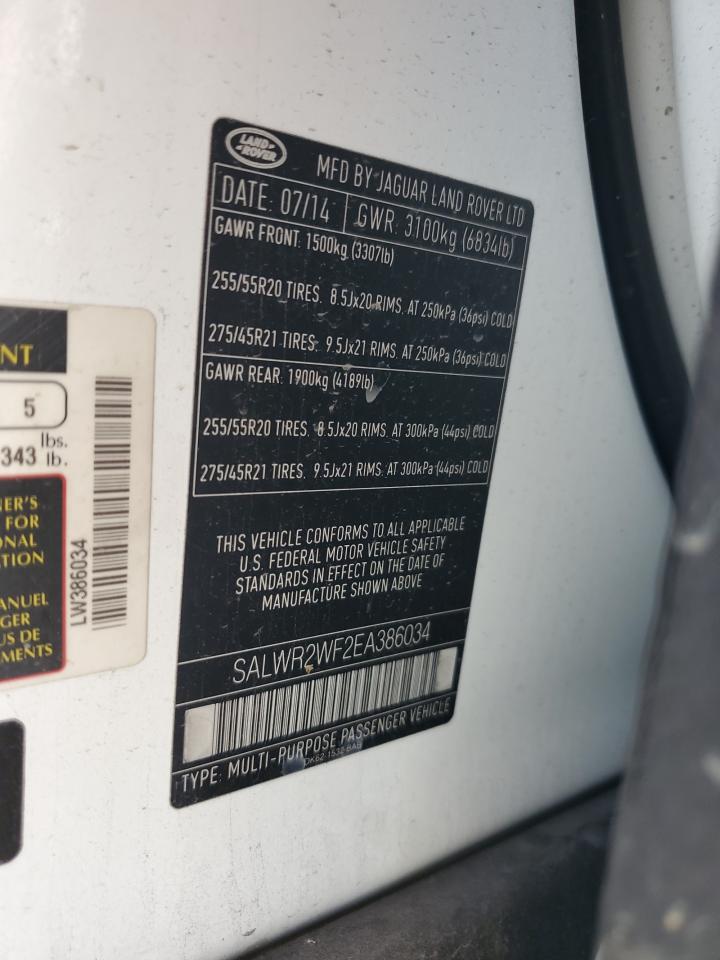 LAND
ROVER
MFD BY JAGUAR LAND ROVER LTD
DATE: 07/14 GWR: 3100kg (6834lb)
GAWR FRONT: 1500kg (3307lb)
255/55R20 TIRES. 8.5Jx20 RIMS. AT 250kPa (36psi) COLD
275/45R21 TIRES: 9.5Jx21 RIMS. AT 250kPa (36psi) COLD
GAWR REAR: 1900kg (4189lb)
255/55R20 TIRES. 8.5Jx20 RIMS. AT 300kPa (44psi) COLD
275/45R21 TIRES. 9.5Jx21 RIMS. AT 300kPa (44psi) COLD
THIS VEHICLE CONFORMS TO ALL APPLICABLE
U.S. FEDERAL MOTOR VEHICLE SAFETY
STANDARDS IN EFFECT ON THE DATE OF
MANUFACTURE SHOWN ABOVE
SALWR2WF2EA386034
TYPE: MULTI-PURPOSE PASSENGER VEHICLE
NT
5
343 lbs.
lb.
NER'S
FOR
ONAL
TION
ANUEL
GER
US DE
MENTS
LW386034